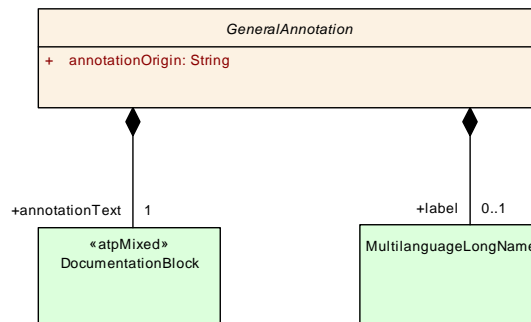 GeneralAnnotation
+ annotationOrigin: String
+annotationText 1
+label 0..1
«atpMixed»
DocumentationBlock
MultilanguageLongName